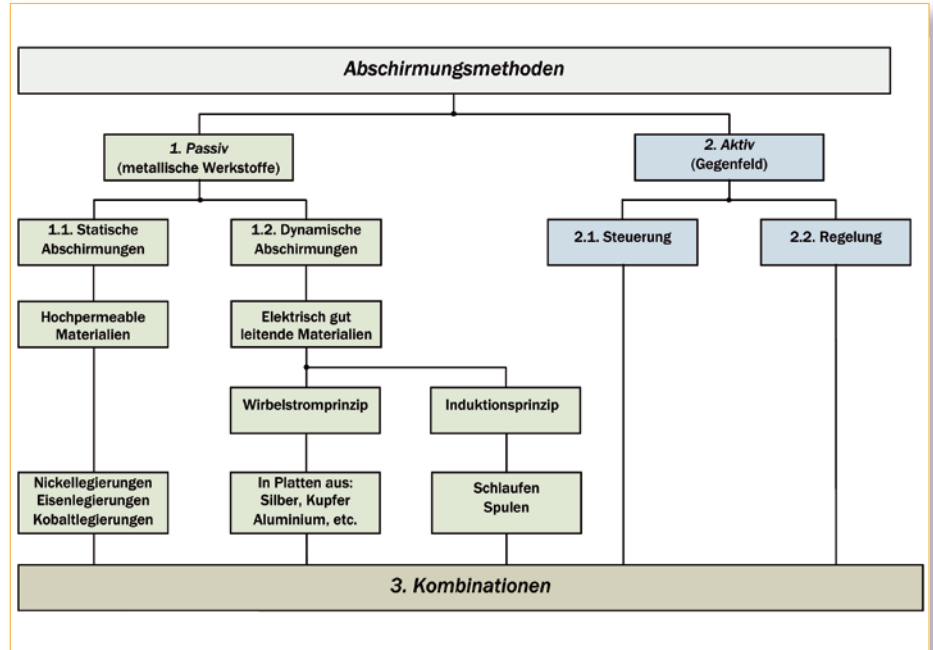 Abschirmungsmethoden
1. Passiv
(metallische Werkstoffe)
2. Aktiv
(Gegenfeld)
1.1. Statische
Abschirmungen
1.2. Dynamische
Abschirmungen
2.1. Steuerung
2.2. Regelung
Hochpermeable
Materialien
Elektrisch gut
leitende Materialien
Wirbelstromprinzip
Induktionsprinzip
Nickellegierungen
Eisenlegierungen
Kobaltlegierungen
In Platten aus:
Silber, Kupfer
Aluminium, etc.
Schlaufen
Spulen
3. Kombinationen